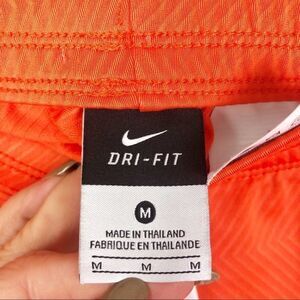 DRI-FIT
M
MADE IN THAILAND
FABRIQUE EN THAILANDE
M M M